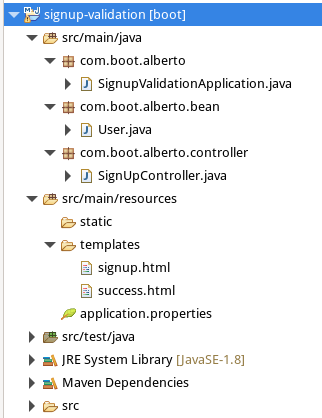 signup-validation [boot]
src/main/java
com.boot.alberto
SignupValidationApplication.java
com.boot.alberto.bean
User.java
com.boot.alberto.controller
SignUpController.java
src/main/resources
static
templates
signup.html
success.html
application.properties
src/test/java
JRE System Library [JavaSE-1.8]
Maven Dependencies
src